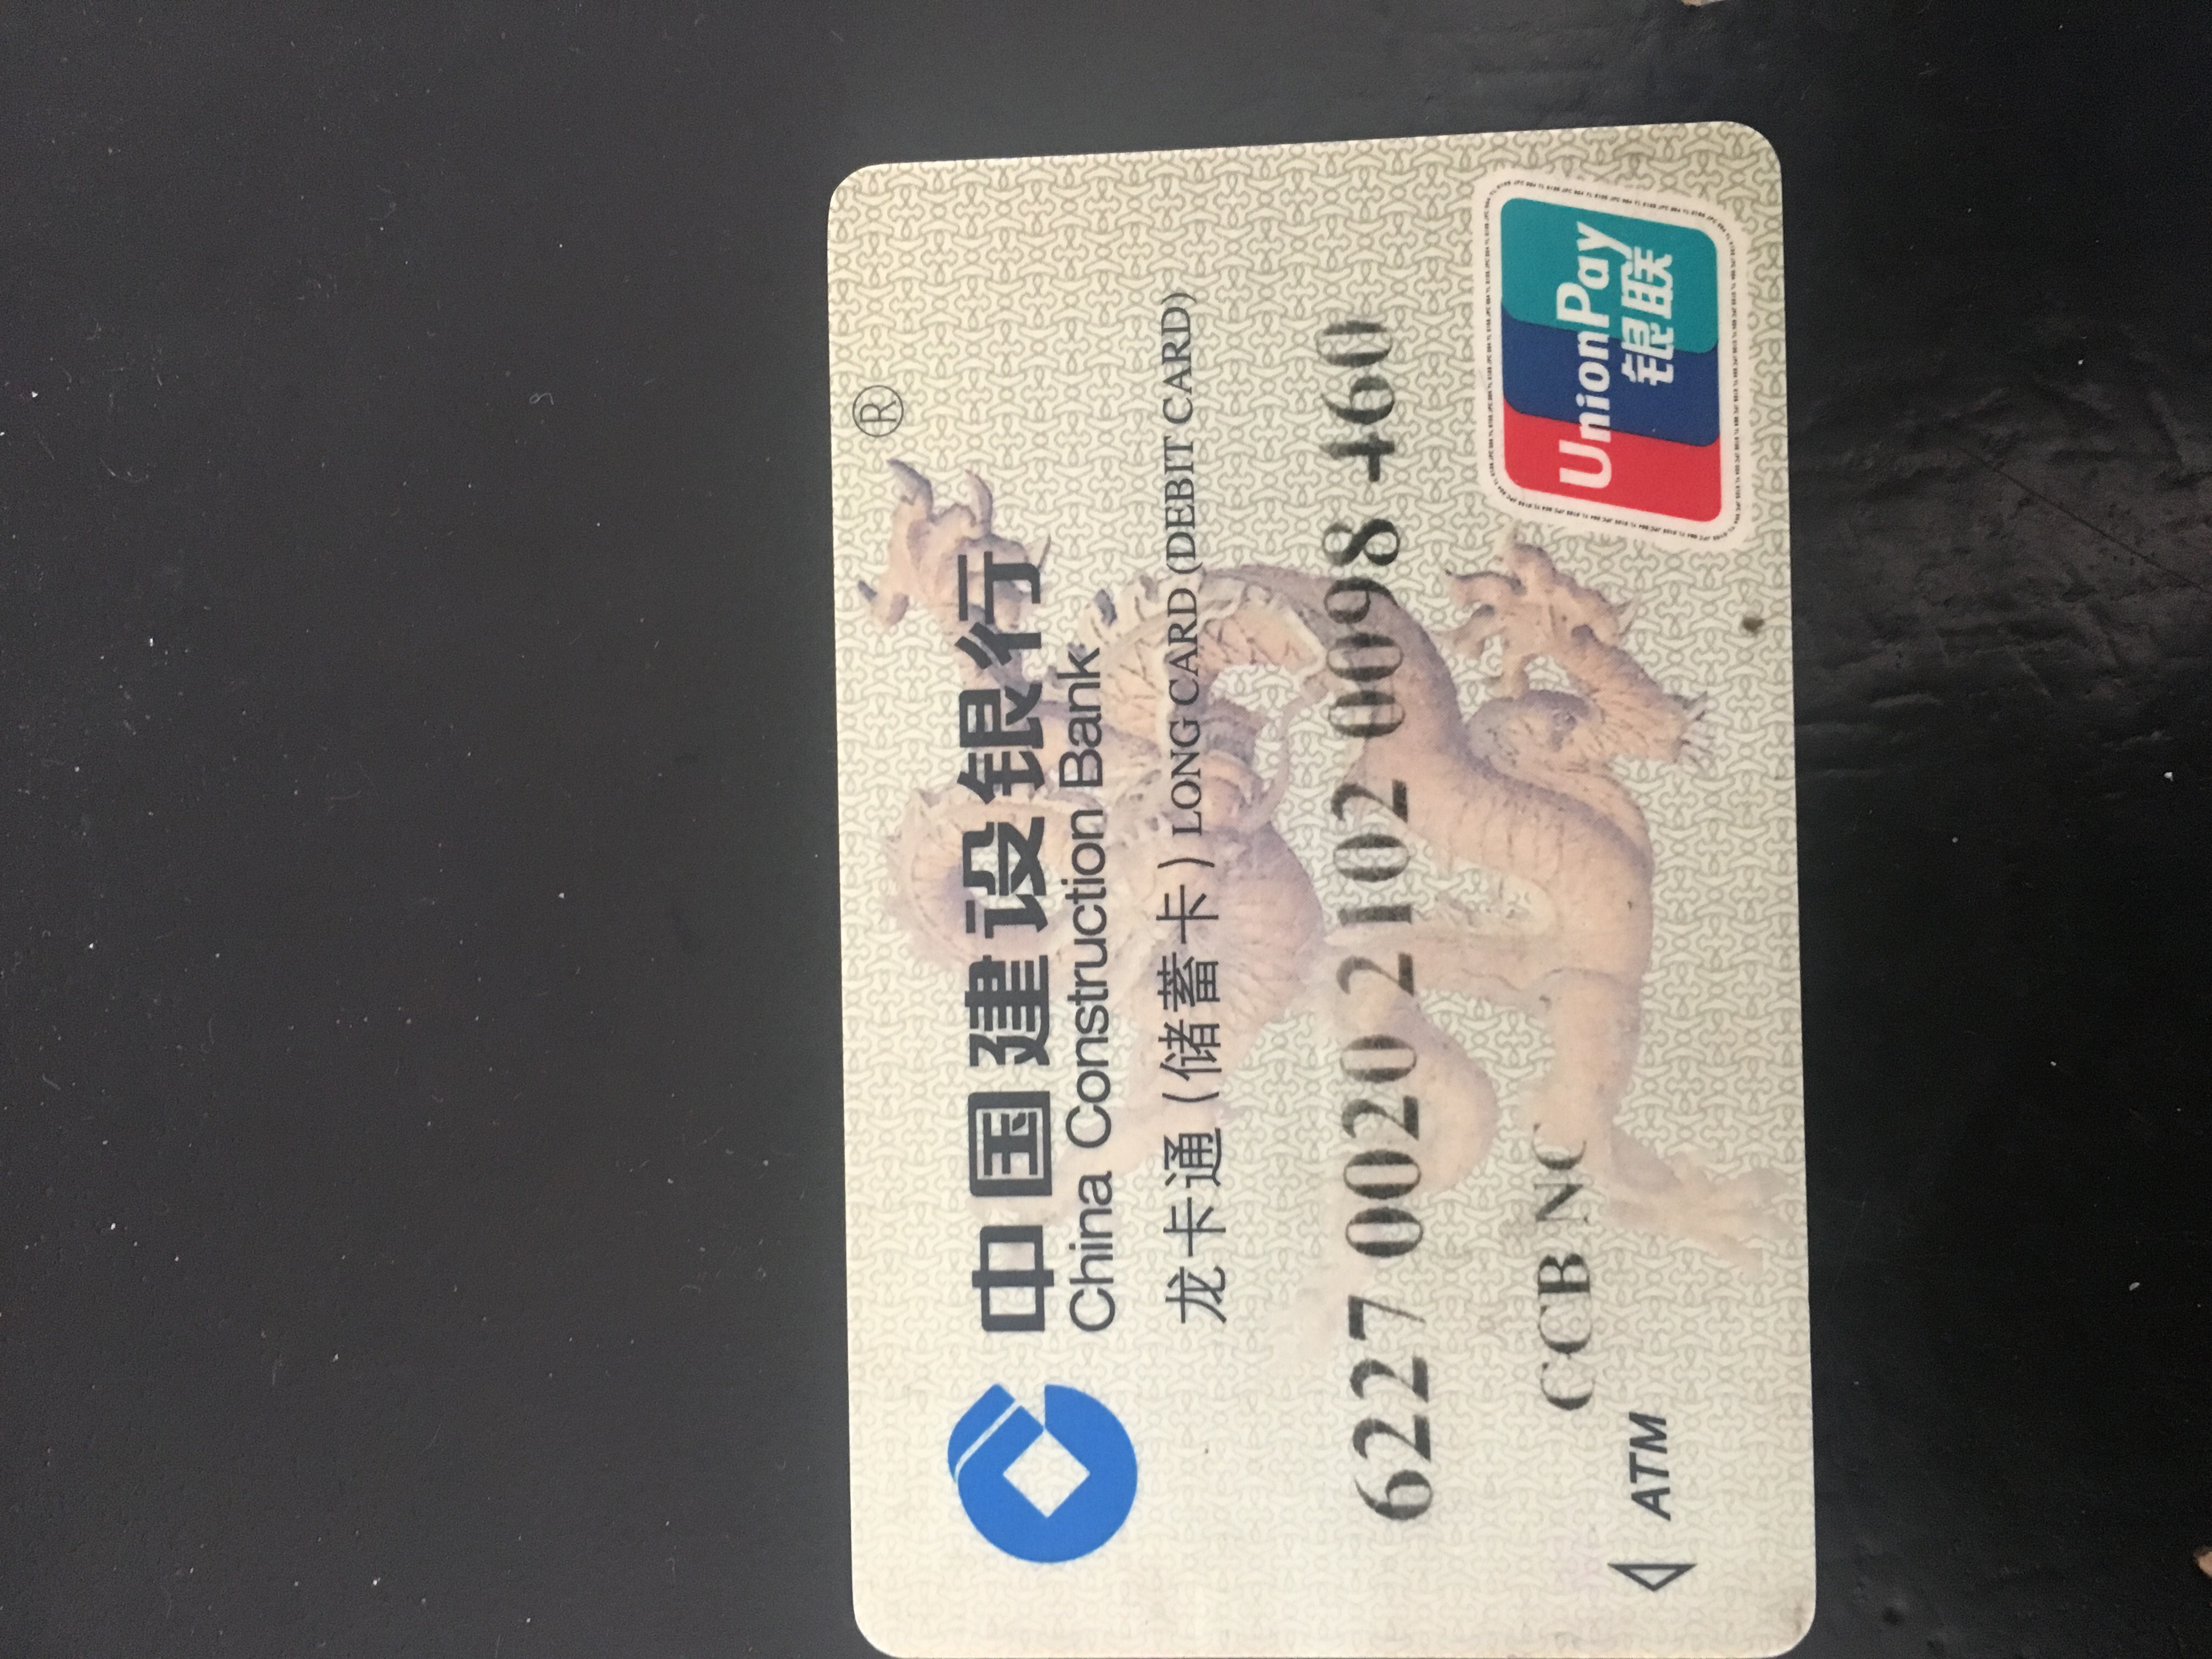 ®
中国建设银行
China Construction Bank
龙卡通(储蓄卡) LONG CARD (DEBIT CARD)
6227 0020 2102 0098 460
CCB NC
ATM
UnionPay
银联